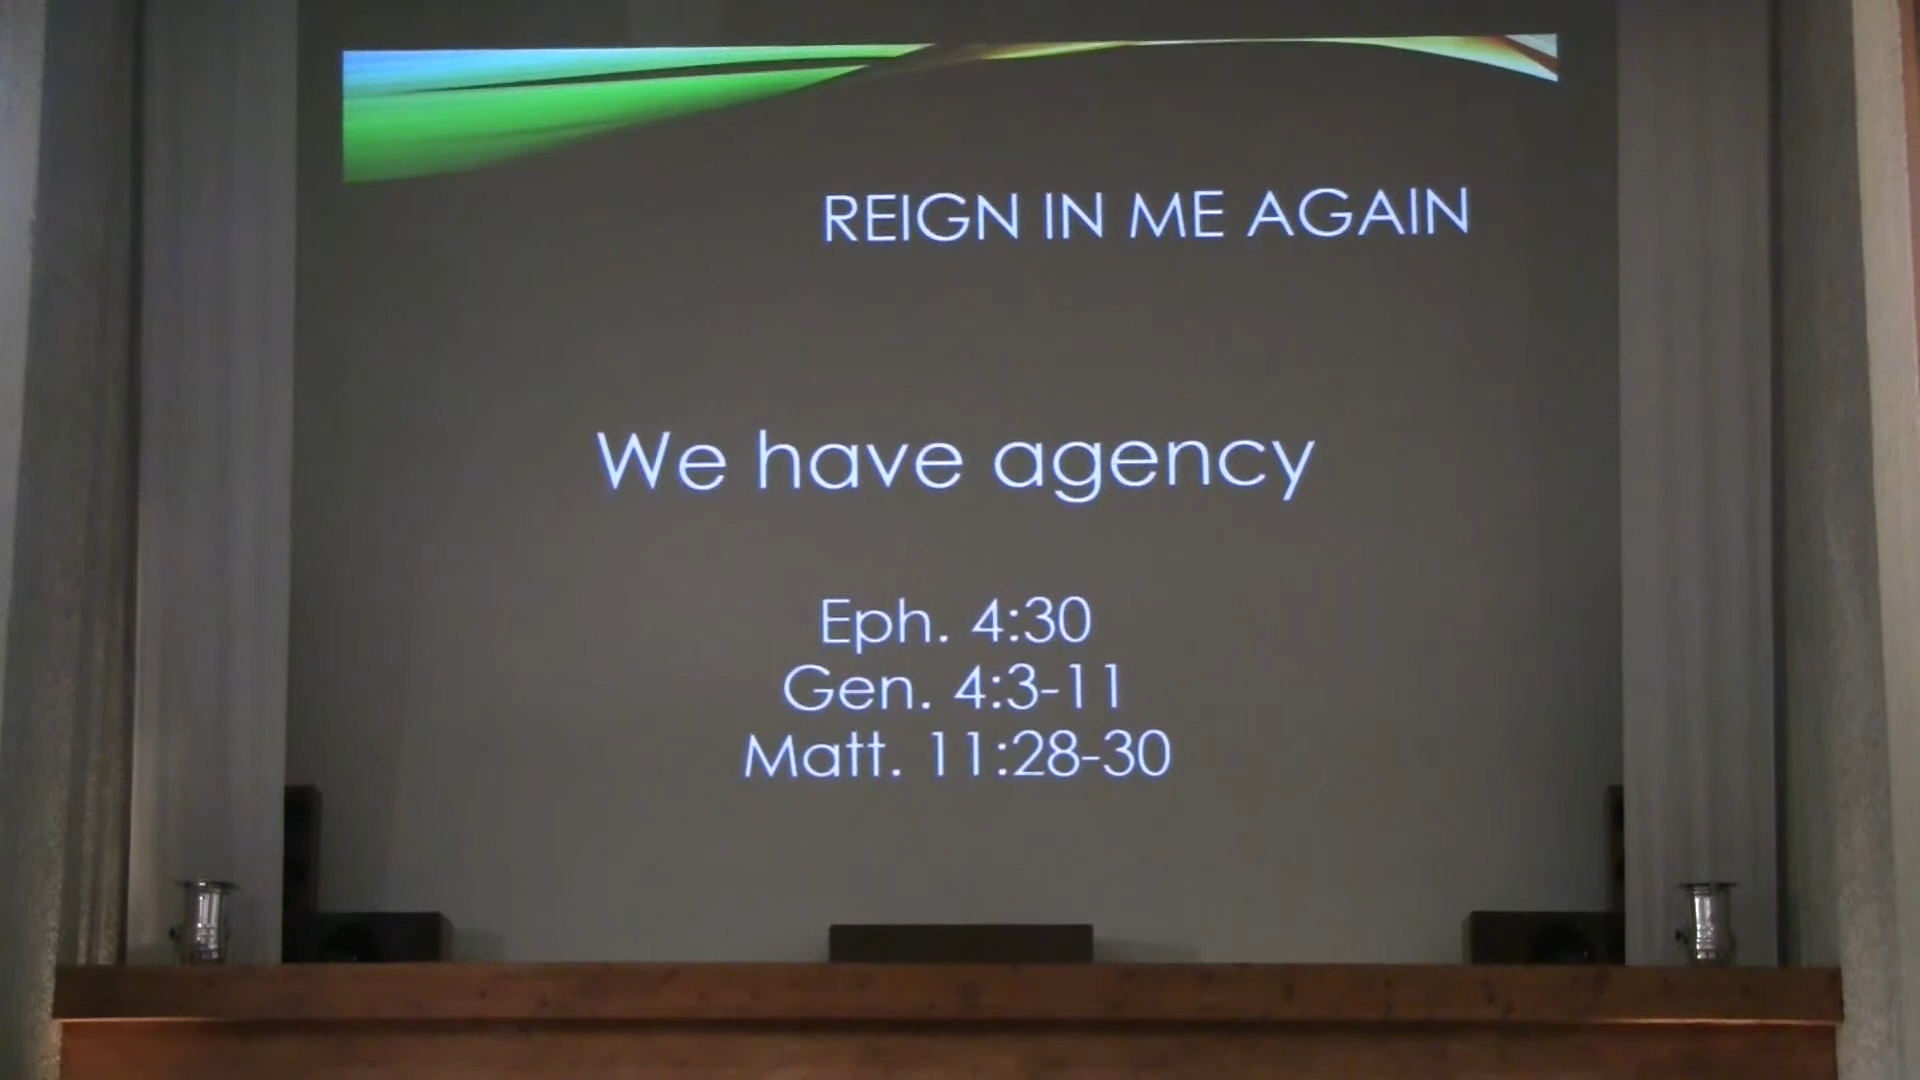 REIGN IN ME AGAIN
We have agency
Eph. 4:30
Gen. 4:3-11
Matt. 11:28-30